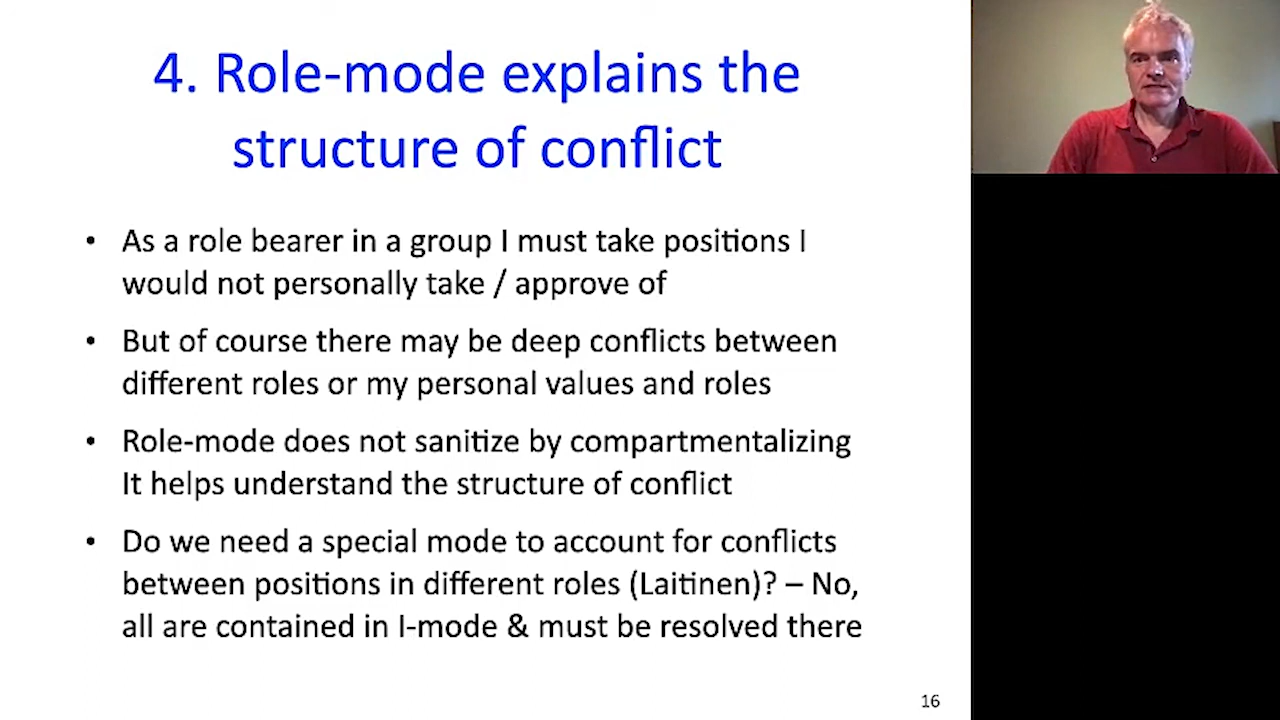 4. Role-mode explains the
structure of conflict
• As a role bearer in a group I must take positions I
would not personally take / approve of
• But of course there may be deep conflicts between
different roles or my personal values and roles
• Role-mode does not sanitize by compartmentalizing
It helps understand the structure of conflict
• Do we need a special mode to account for conflicts
between positions in different roles (Laitinen)? – No,
all are contained in I-mode & must be resolved there
16